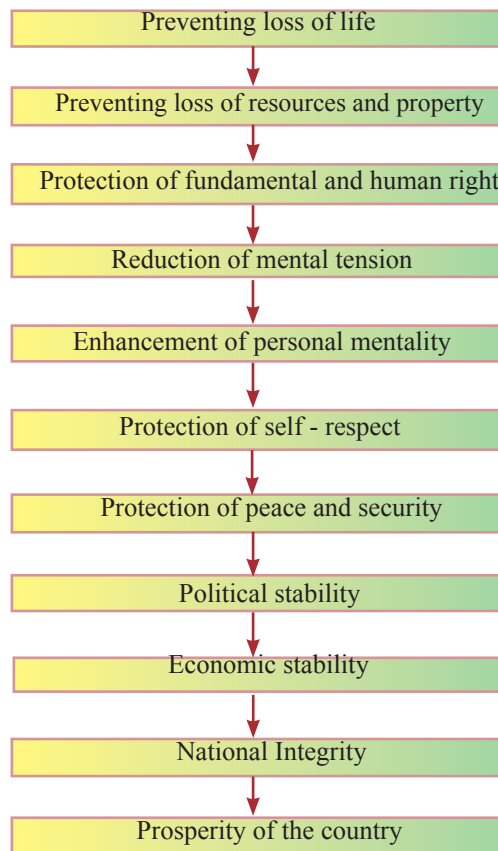 Preventing loss of life
Preventing loss of resources and property
Protection of fundamental and human right
Reduction of mental tension
Enhancement of personal mentality
Protection of self - respect
Protection of peace and security
Political stability
Economic stability
National Integrity
Prosperity of the country